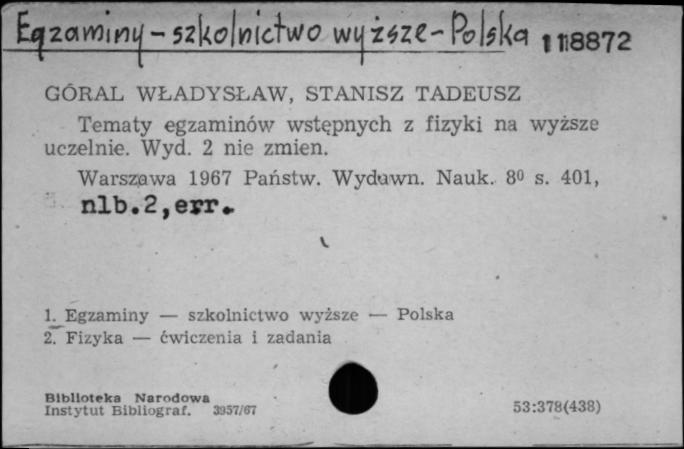 Egzaminy - szkolnictwo wyższe - Polska 118872
GÓRAL WŁADYSŁAW, STANISZ TADEUSZ
Tematy egzaminów wstępnych z fizyki na wyższe
uczelnie. Wyd. 2 nie zmien.
Warszawa 1967 Państw. Wydawn. Nauk. 8⁰ s. 401,
nlb.2,err.
1. Egzaminy — szkolnictwo wyższe — Polska
2. Fizyka — ćwiczenia i zadania
Biblioteka Narodowa
Instytut Bibliograf. 3957/67 53:378(438)